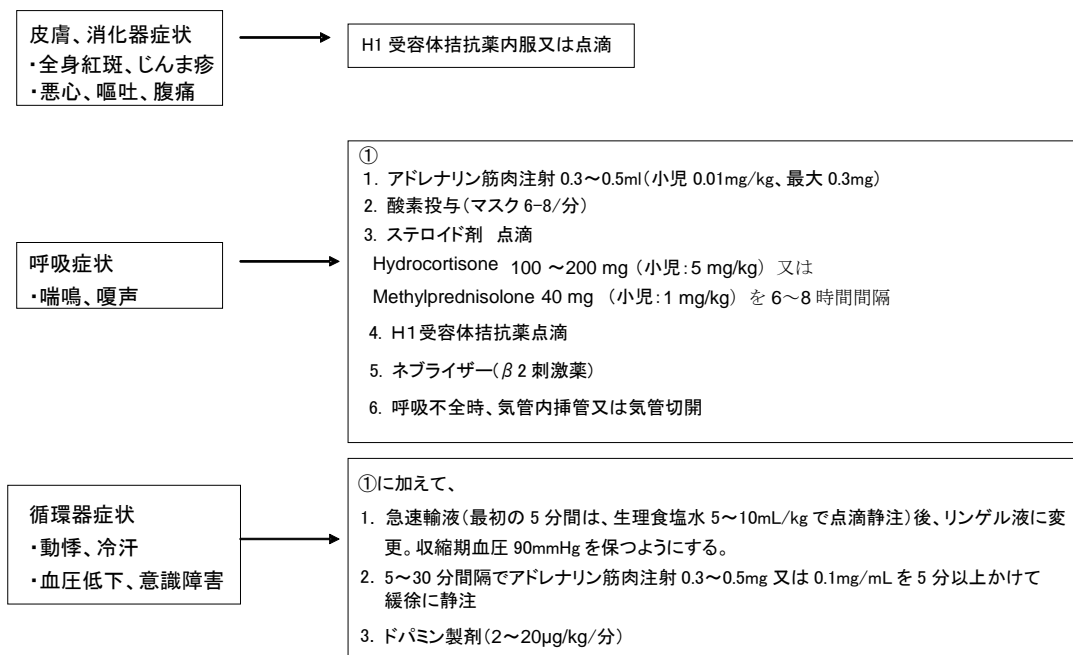 皮膚、消化器症状
・全身紅斑、じんま疹
・悪心、嘔吐、腹痛
H1 受容体拮抗薬内服又は点滴
呼吸症状
・喘鳴、嗄声
①
1. アドレナリン筋肉注射 0.3～0.5ml(小児 0.01mg/kg、最大 0.3mg)
2. 酸素投与(マスク 6-8/分)
3. ステロイド剤 点滴
Hydrocortisone 100 ～200 mg (小児:5 mg/kg) 又は
Methylprednisolone 40 mg (小児:1 mg/kg) を 6～8 時間間隔
4. H1受容体拮抗薬点滴
5. ネブライザー(β2 刺激薬)
6. 呼吸不全時、気管内挿管又は気管切開
循環器症状
・動悸、冷汗
・血圧低下、意識障害
①に加えて、
1. 急速輸液(最初の 5 分間は、生理食塩水 5～10mL/kg で点滴静注)後、リンゲル液に変
更。収縮期血圧 90mmHg を保つようにする。
2. 5～30 分間隔でアドレナリン筋肉注射 0.3～0.5mg 又は 0.1mg/mL を 5 分以上かけて
緩徐に静注
3. ドパミン製剤(2～20μg/kg/分)